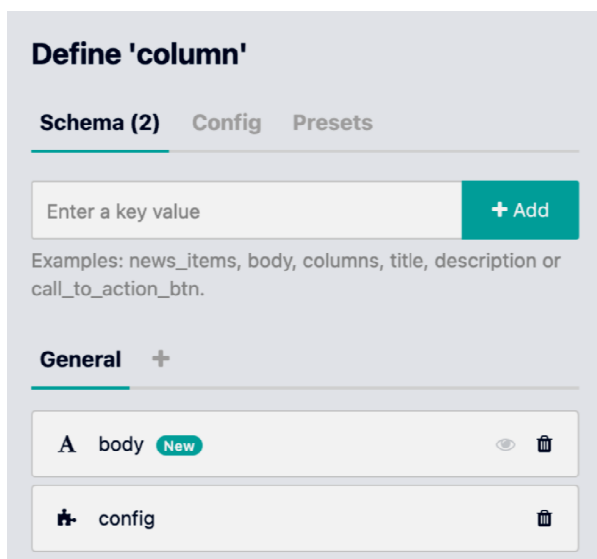 Define 'column'
Schema (2) Config Presets
Enter a key value + Add
Examples: news_items, body, columns, title, description or
call_to_action_btn.
General +
A body New
config